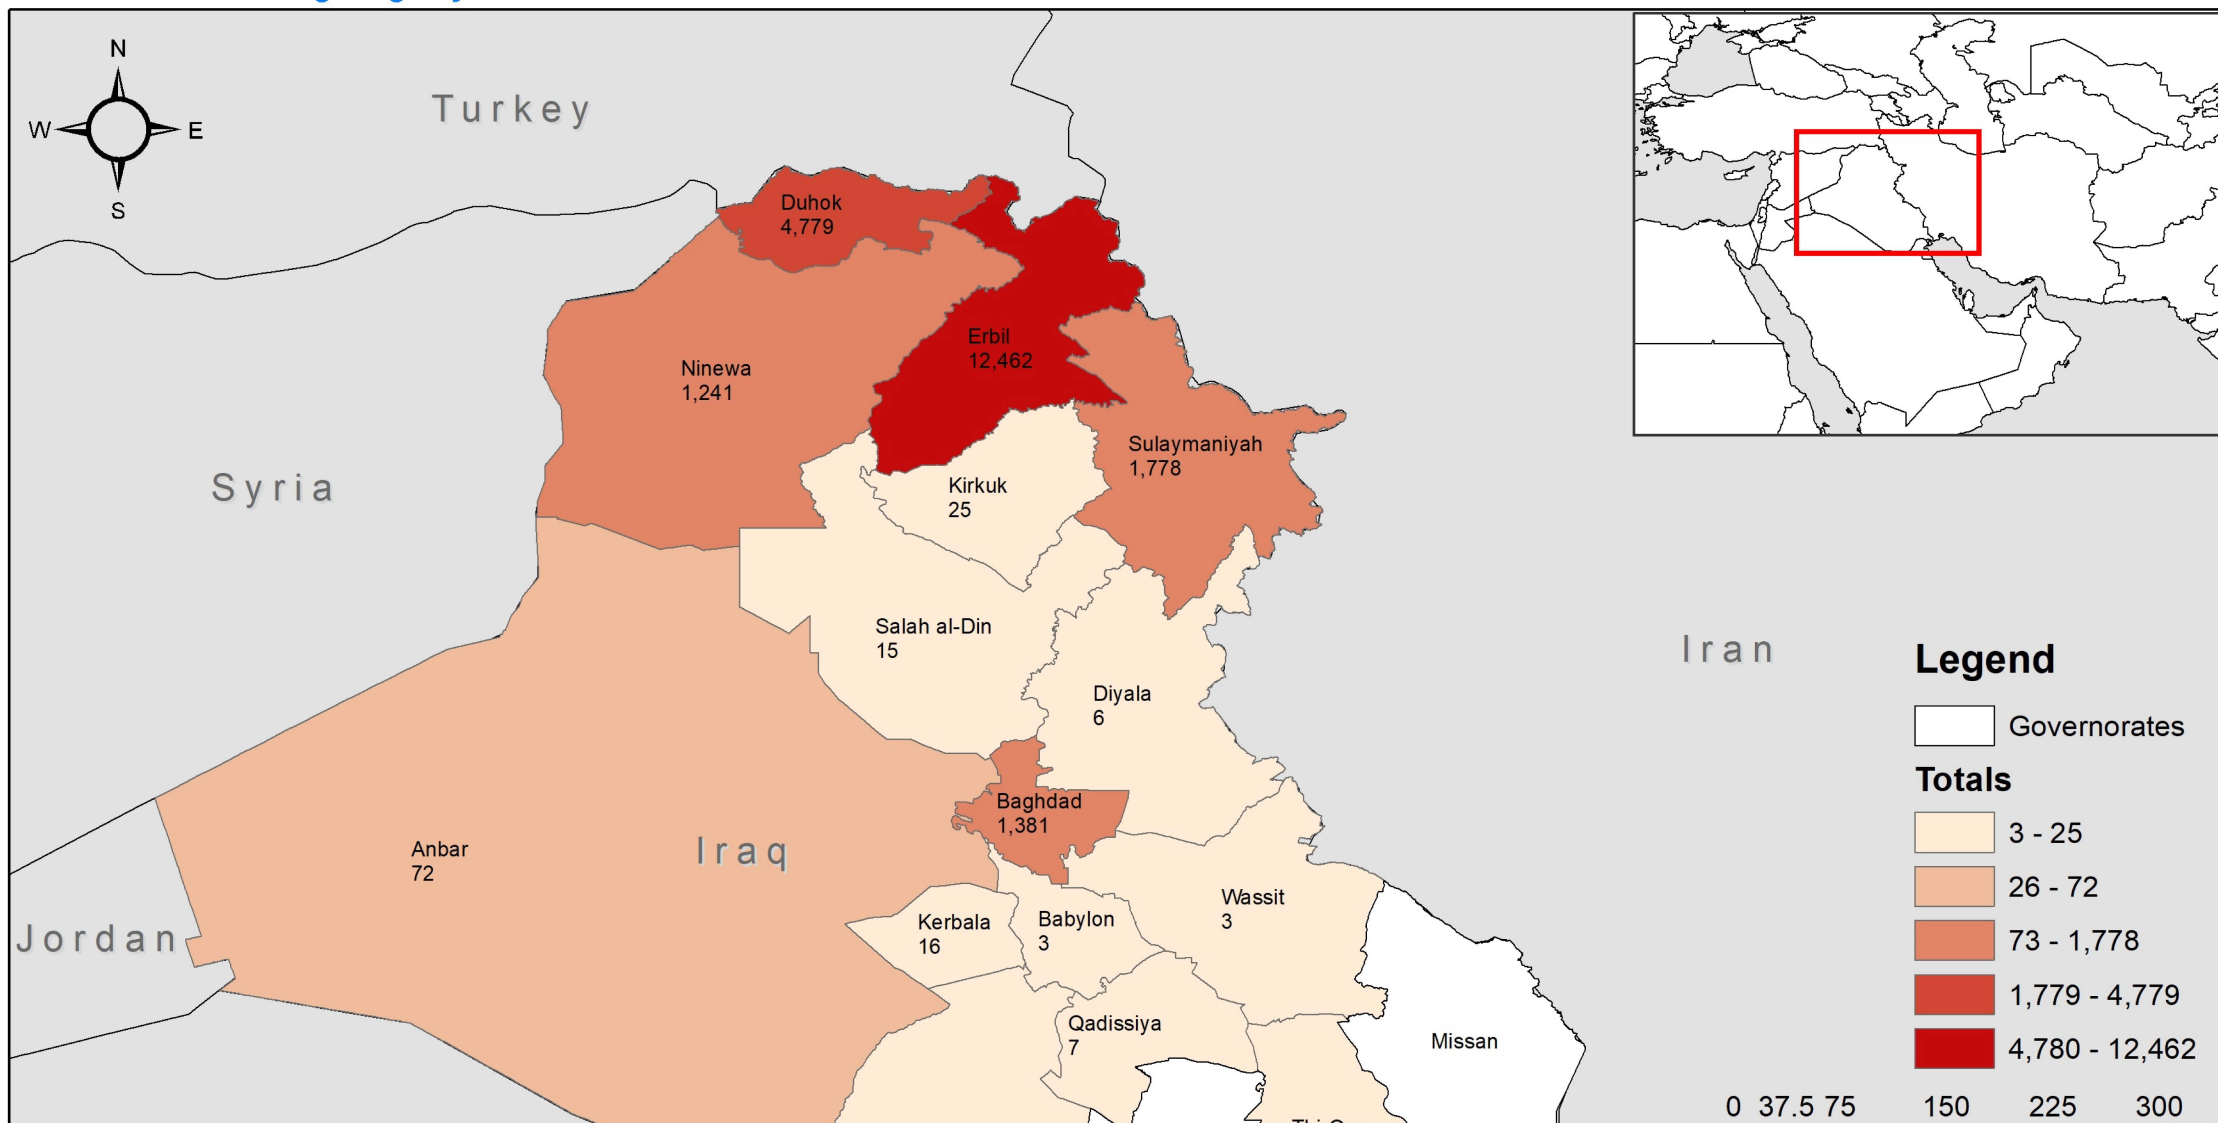 N
W
E
S
Turkey
Duhok
4,779
Erbil
12,462
Ninewa
1,241
Sulaymaniyah
1,778
Syria
Kirkuk
25
Salah al-Din
15
Iran
Diyala
6
Baghdad
1,381
Anbar
72
Iraq
Wassit
3
Kerbala
16
Babylon
3
Jordan
Qadissiya
7
Missan
Legend
Governorates
Totals
3 - 25
26 - 72
73 - 1,778
1,779 - 4,779
4,780 - 12,462
0 37.5 75 150 225 300